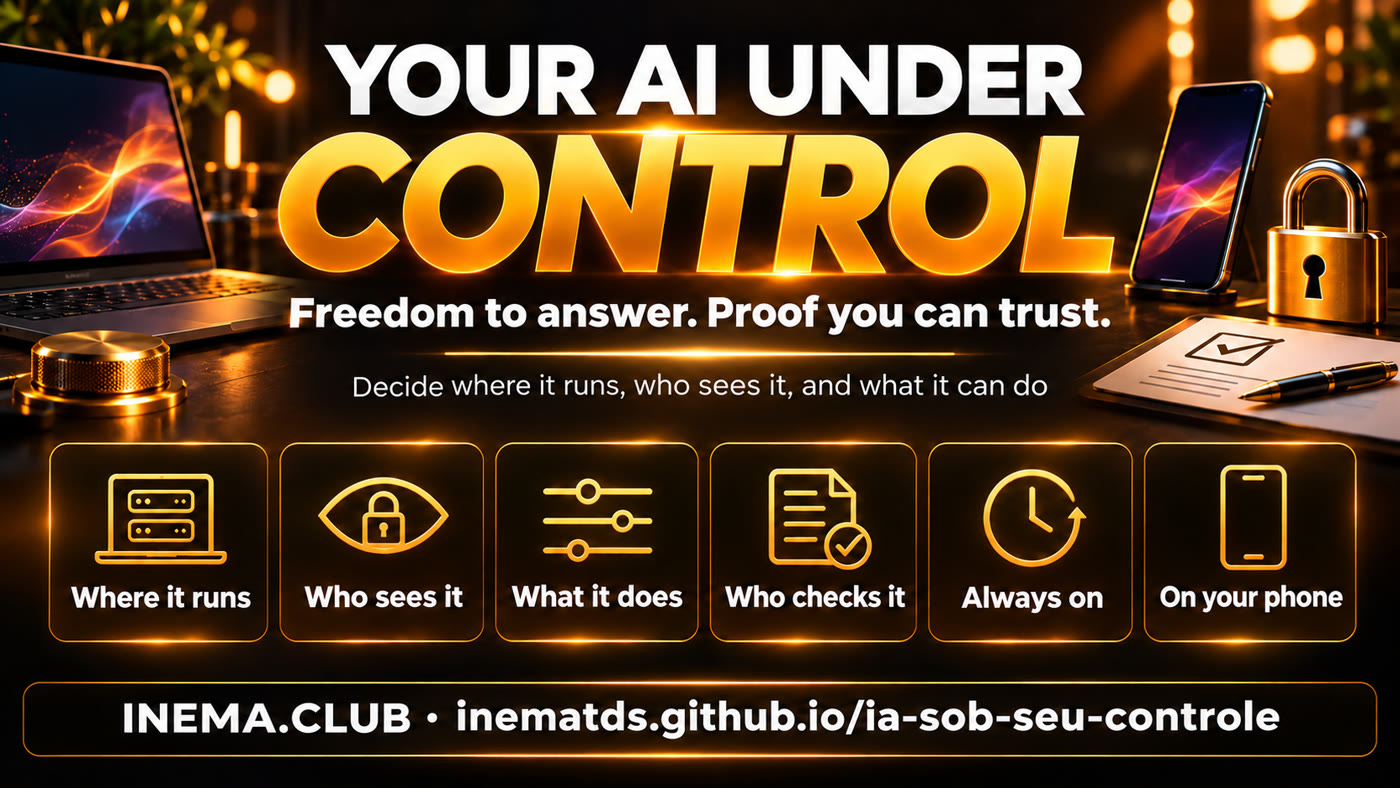 YOUR AI UNDER
CONTROL
Freedom to answer. Proof you can trust.
Decide where it runs, who sees it, and what it can do
Where it runs
Who sees it
What it does
Who checks it
Always on
On your phone
INEMA.CLUB • inematds.github.io/ia-sob-seu-controle